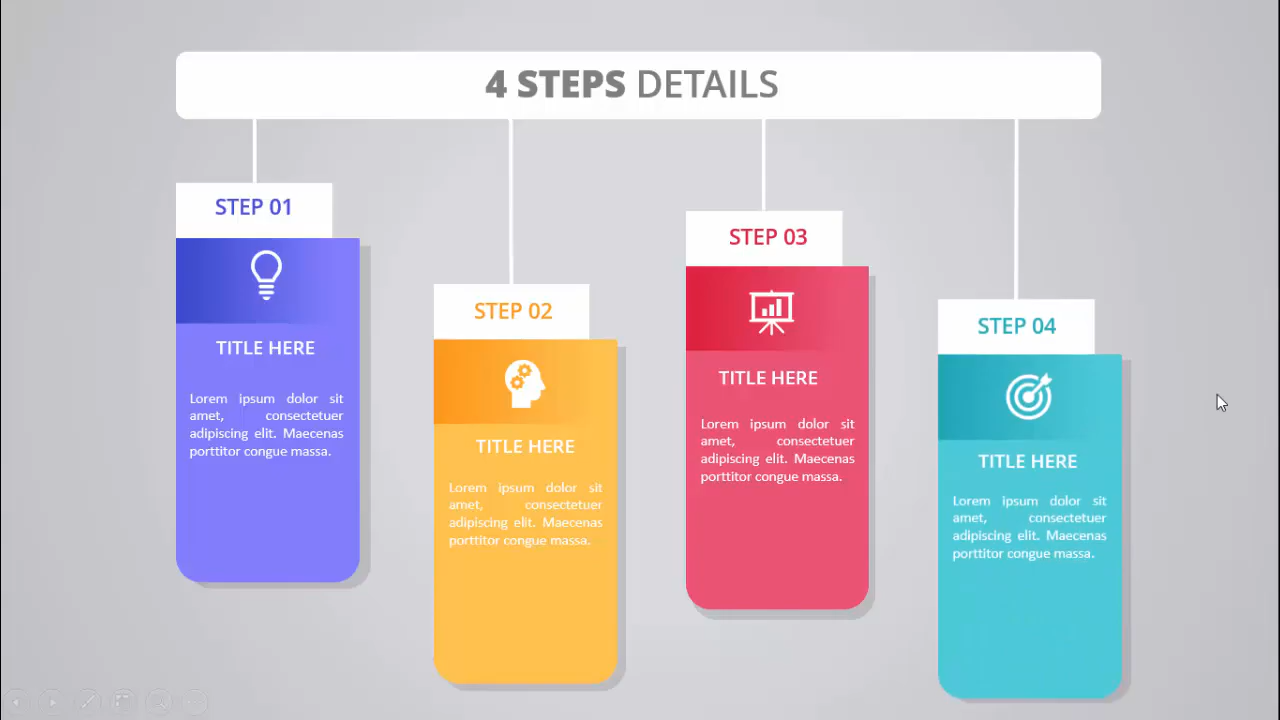 4 STEPS DETAILS
STEP 01
TITLE HERE
Lorem ipsum dolor sit
amet, consectetuer
adipiscing elit. Maecenas
porttitor congue massa.
STEP 02
TITLE HERE
Lorem ipsum dolor sit
amet, consectetuer
adipiscing elit. Maecenas
porttitor congue massa.
STEP 03
TITLE HERE
Lorem ipsum dolor sit
amet, consectetuer
adipiscing elit. Maecenas
porttitor congue massa.
STEP 04
TITLE HERE
Lorem ipsum dolor sit
amet, consectetuer
adipiscing elit. Maecenas
porttitor congue massa.